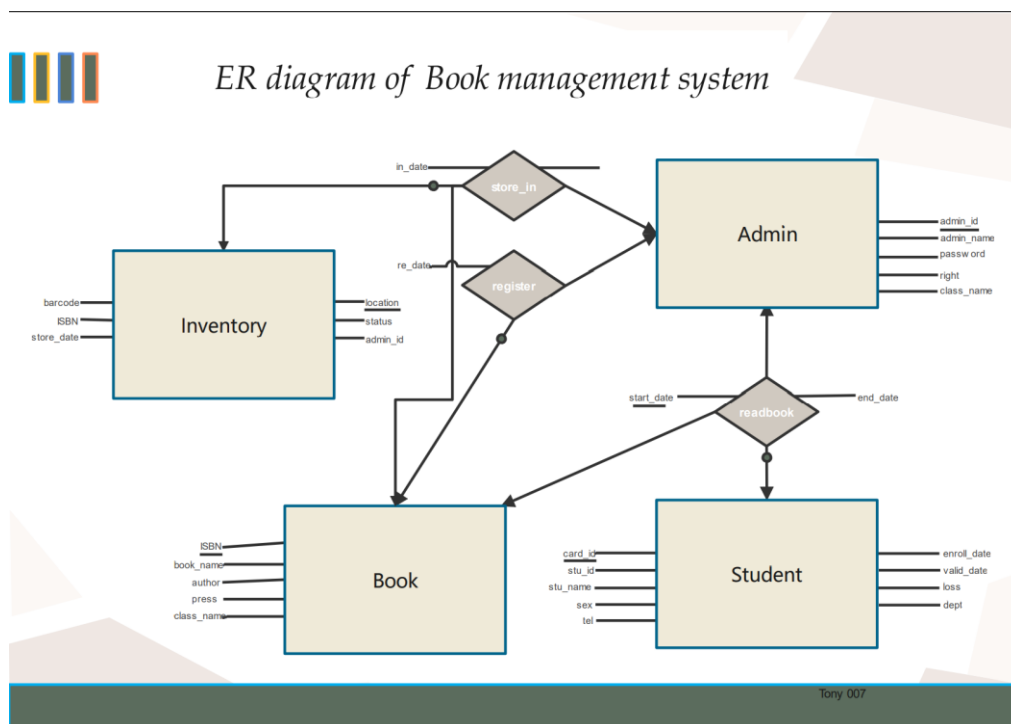 ER diagram of Book management system
in_date
store_in
re_date
register
Admin
admin_id
admin_name
password
right
class_name
barcode
ISBN
store_date
Inventory
location
status
admin_id
start_date
readbook
end_date
ISBN
book_name
author
press
class_name
Book
card_id
stu_id
stu_name
sex
tel
Student
enroll_date
valid_date
loss
dept
Tony 007